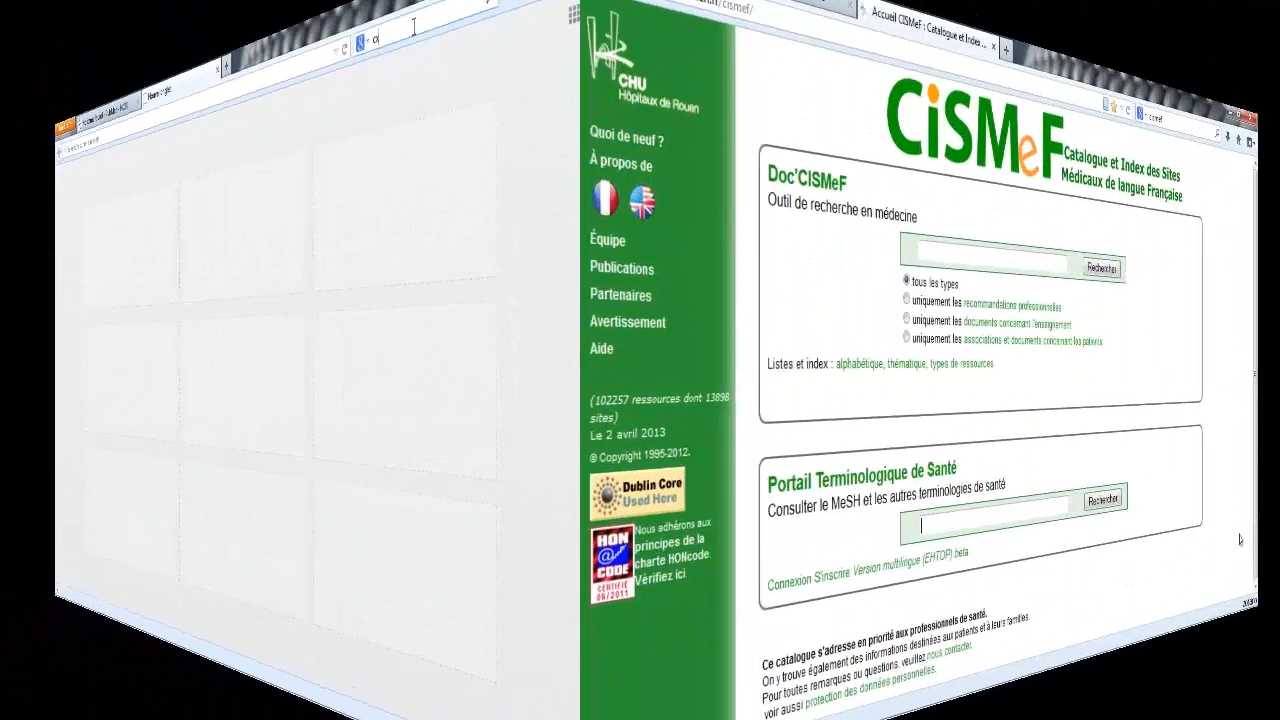 /cismef/
Accueil CISMeF : Catalogue et Index des ...
cismef
CHU
Hôpitaux de Rouen
Quoi de neuf ?
À propos de
Équipe
Publications
Partenaires
Avertissement
Aide
(102257 ressources dont 13898
sites)
Le 2 avril 2013
© Copyright 1995-2012.
Dublin Core
Used Here
HON
@
CODE
CERTIFIÉ
06/2011
Nous adhérons aux
principes de la
charte HONcode.
Vérifiez ici.
CiSMeF
Catalogue et Index des Sites
Médicaux de langue Française
Doc'CISMeF
Outil de recherche en médecine
Rechercher
tous les types
uniquement les recommandations professionnelles
uniquement les documents concernant l'enseignement
uniquement les associations et documents concernant les patients
Listes et index : alphabétique, thématique, types de ressources
Portail Terminologique de Santé
Consulter le MeSH et les autres terminologies de santé
Rechercher
Connexion S'inscrire Version multilingue (EHTOP) beta
Ce catalogue s'adresse en priorité aux professionnels de santé.
On y trouve également des informations destinées aux patients et à leurs familles.
Pour toutes remarques ou questions, veuillez nous contacter.
voir aussi protection des données personnelles.